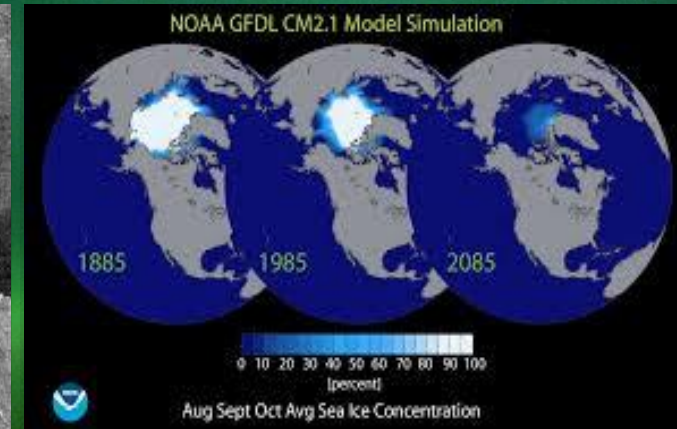 NOAA GFDL CM2.1 Model Simulation
1885 1985 2085
0 10 20 30 40 50 60 70 80 90 100
[percent]
Aug Sept Oct Avg Sea Ice Concentration